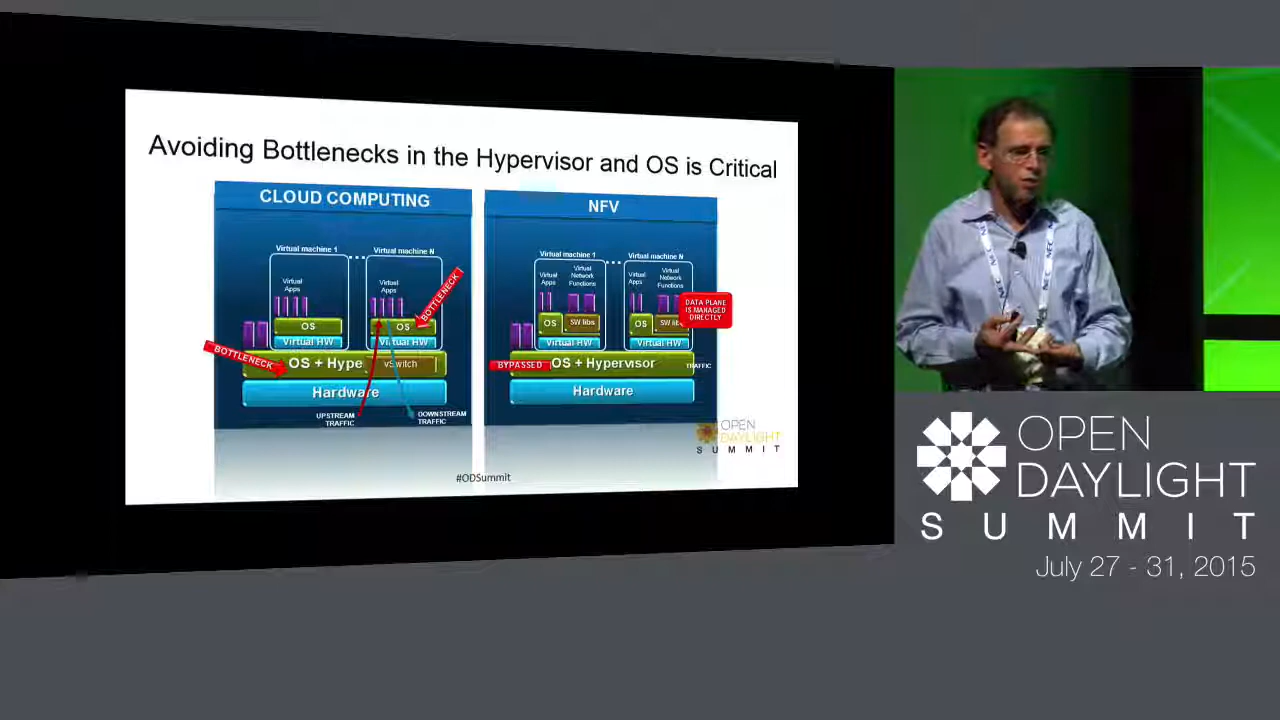 Avoiding Bottlenecks in the Hypervisor and OS is Critical
CLOUD COMPUTING
Virtual machine 1
Virtual machine N
Virtual
Apps
Virtual
Apps
BOTTLENECK
OS
OS
Virtual HW
Virtual HW
BOTTLENECK
OS + Hype
vSwitch
Hardware
UPSTREAM
TRAFFIC
DOWNSTREAM
TRAFFIC
NFV
Virtual machine 1
Virtual machine N
Virtual
Apps
Virtual
Network
Functions
Virtual
Apps
Virtual
Network
Functions
DATA PLANE
IS MANAGED
DIRECTLY
OS
SW libs
OS
SW libs
Virtual HW
Virtual HW
BYPASSED
OS + Hypervisor
TRAFFIC
Hardware
OPEN
DAYLIGHT
SUMMIT
#ODSummit
NEC
OPEN
DAYLIGHT
SUMMIT
July 27 - 31, 2015